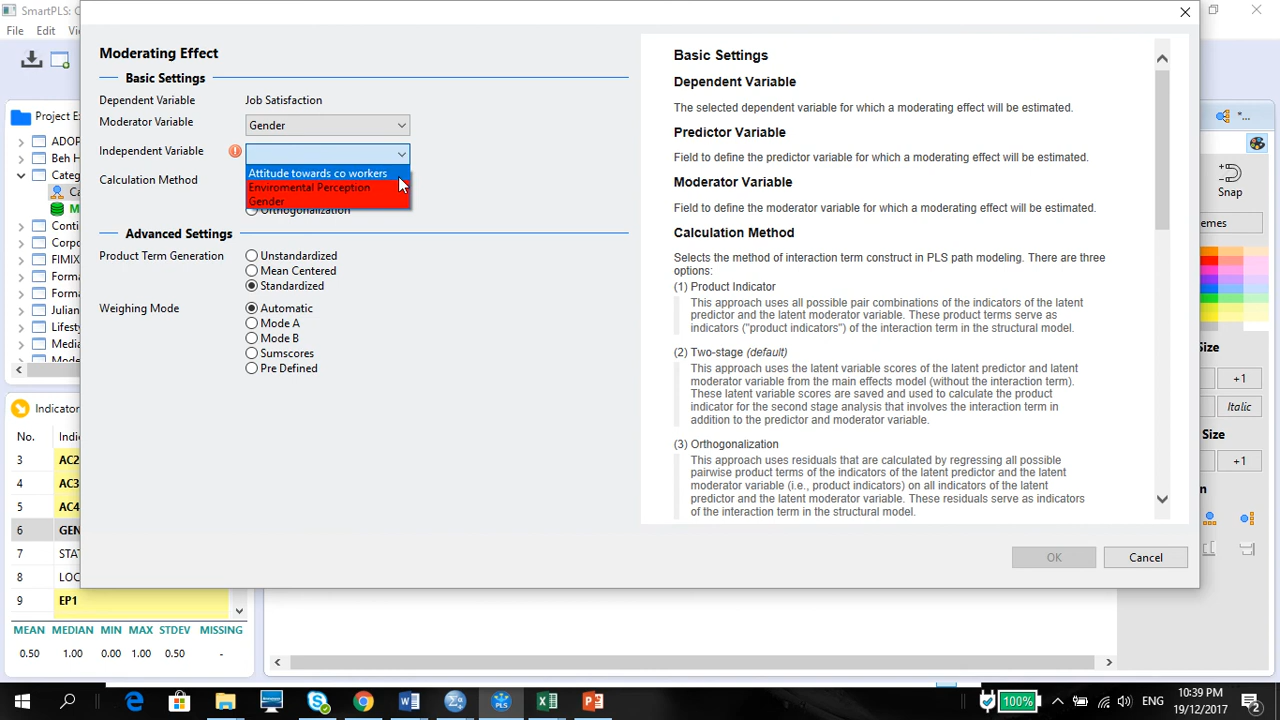 SmartPLS: C
File Edit Vi
Project Ex
ADOP
Beh H
Categ
Ca
M
Conti
Corpo
FIMIX
Forma
Forma
Julian
Lifesty
Media
Mode
Indicator
No. Indi
3 AC2
4 AC3
5 AC4
6 GEN
7 STAT
8 LOC
9 EP1
MEAN MEDIAN MIN MAX STDEV MISSING
0.50 1.00 0.00 1.00 0.50 -
Moderating Effect
Basic Settings
Dependent Variable Job Satisfaction
Moderator Variable Gender
Independent Variable
Attitude towards co workers
Enviromental Perception
Gender
Calculation Method
Orthogonalization
Advanced Settings
Product Term Generation Unstandardized
Mean Centered
Standardized
Weighing Mode Automatic
Mode A
Mode B
Sumscores
Pre Defined
Basic Settings
Dependent Variable
The selected dependent variable for which a moderating effect will be estimated.
Predictor Variable
Field to define the predictor variable for which a moderating effect will be estimated.
Moderator Variable
Field to define the moderator variable for which a moderating effect will be estimated.
Calculation Method
Selects the method of interaction term construct in PLS path modeling. There are three
options:
(1) Product Indicator
This approach uses all possible pair combinations of the indicators of the latent
predictor and the latent moderator variable. These product terms serve as
indicators ("product indicators") of the interaction term in the structural model.
(2) Two-stage (default)
This approach uses the latent variable scores of the latent predictor and latent
moderator variable from the main effects model (without the interaction term).
These latent variable scores are saved and used to calculate the product
indicator for the second stage analysis that involves the interaction term in
addition to the predictor and moderator variable.
(3) Orthogonalization
This approach uses residuals that are calculated by regressing all possible
pairwise product terms of the indicators of the latent predictor and the latent
moderator variable (i.e., product indicators) on all indicators of the latent
predictor and the latent moderator variable. These residuals serve as indicators
of the interaction term in the structural model.
OK Cancel
"...
Snap
emes
Size
+1
Italic
Size
+1
n
PLS
100%
ENG
10:39 PM
19/12/2017
2